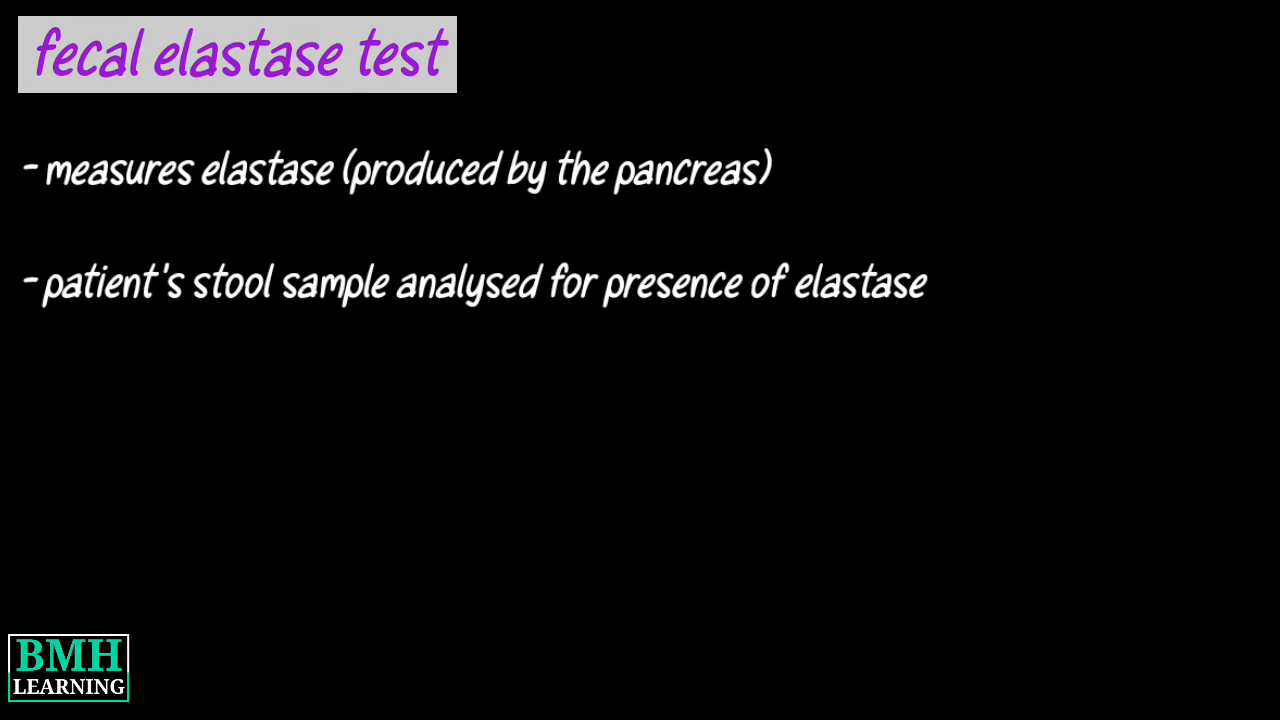 fecal elastase test
- measures elastase (produced by the pancreas)
- patient's stool sample analysed for presence of elastase
BMH
LEARNING